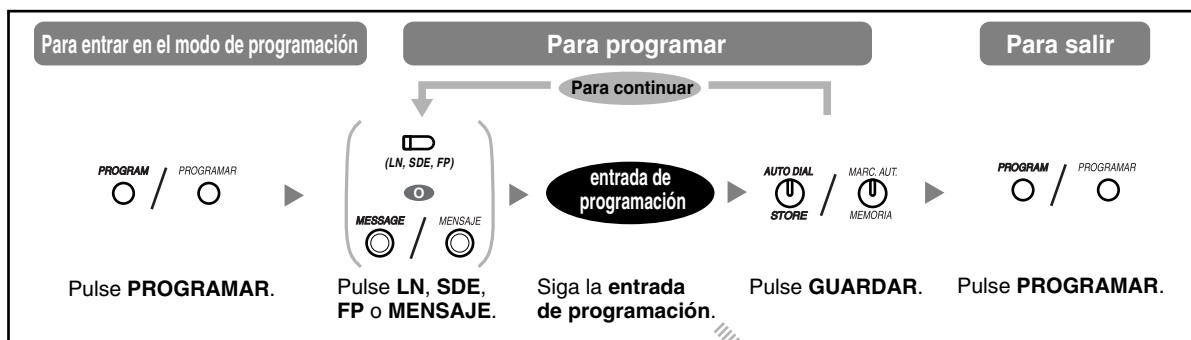 Para entrar en el modo de programación
Para programar
Para salir
Para continuar
PROGRAM
PROGRAMAR
(LN, SDE, FP)
O
MESSAGE
MENSAJE
entrada de
programación
AUTO DIAL
STORE
MARC. AUT.
MEMORIA
PROGRAM
PROGRAMAR
Pulse PROGRAMAR.
Pulse LN, SDE,
FP o MENSAJE.
Siga la entrada
de programación.
Pulse GUARDAR.
Pulse PROGRAMAR.